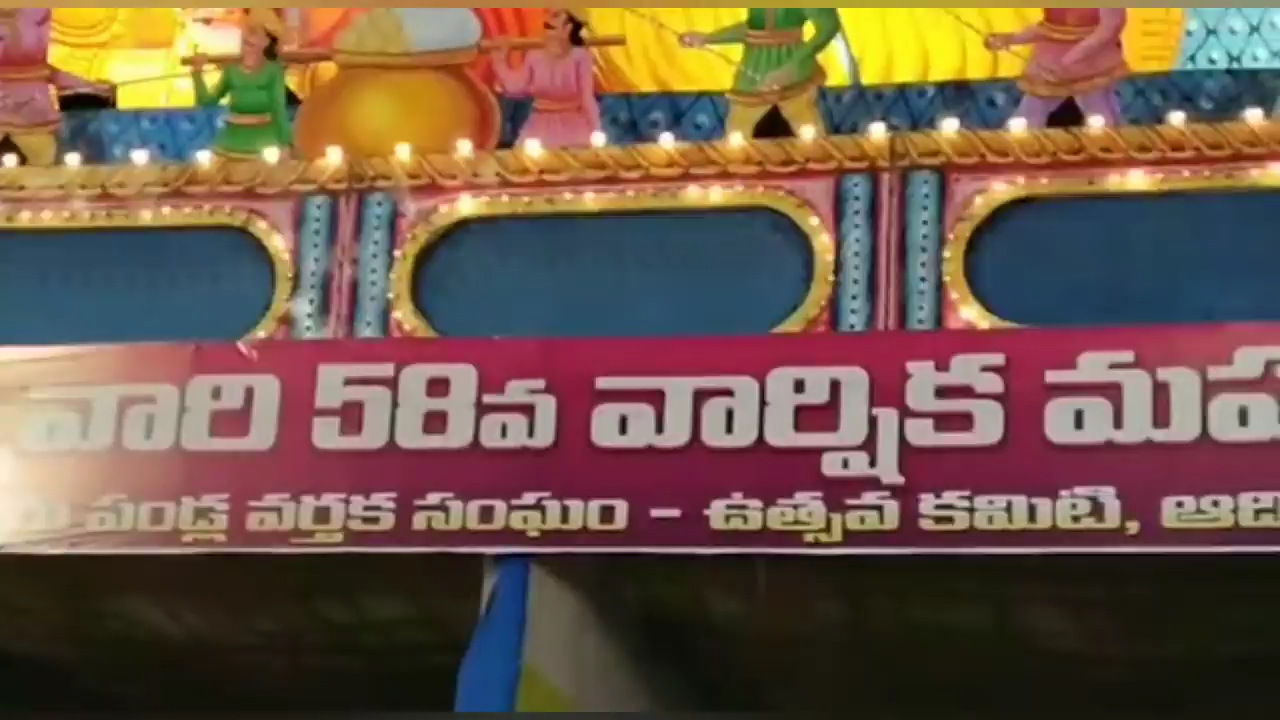 వారి 58వ వార్షిక
పండ్ల వర్తక సంఘం - ఉత్సవ కమిటి,